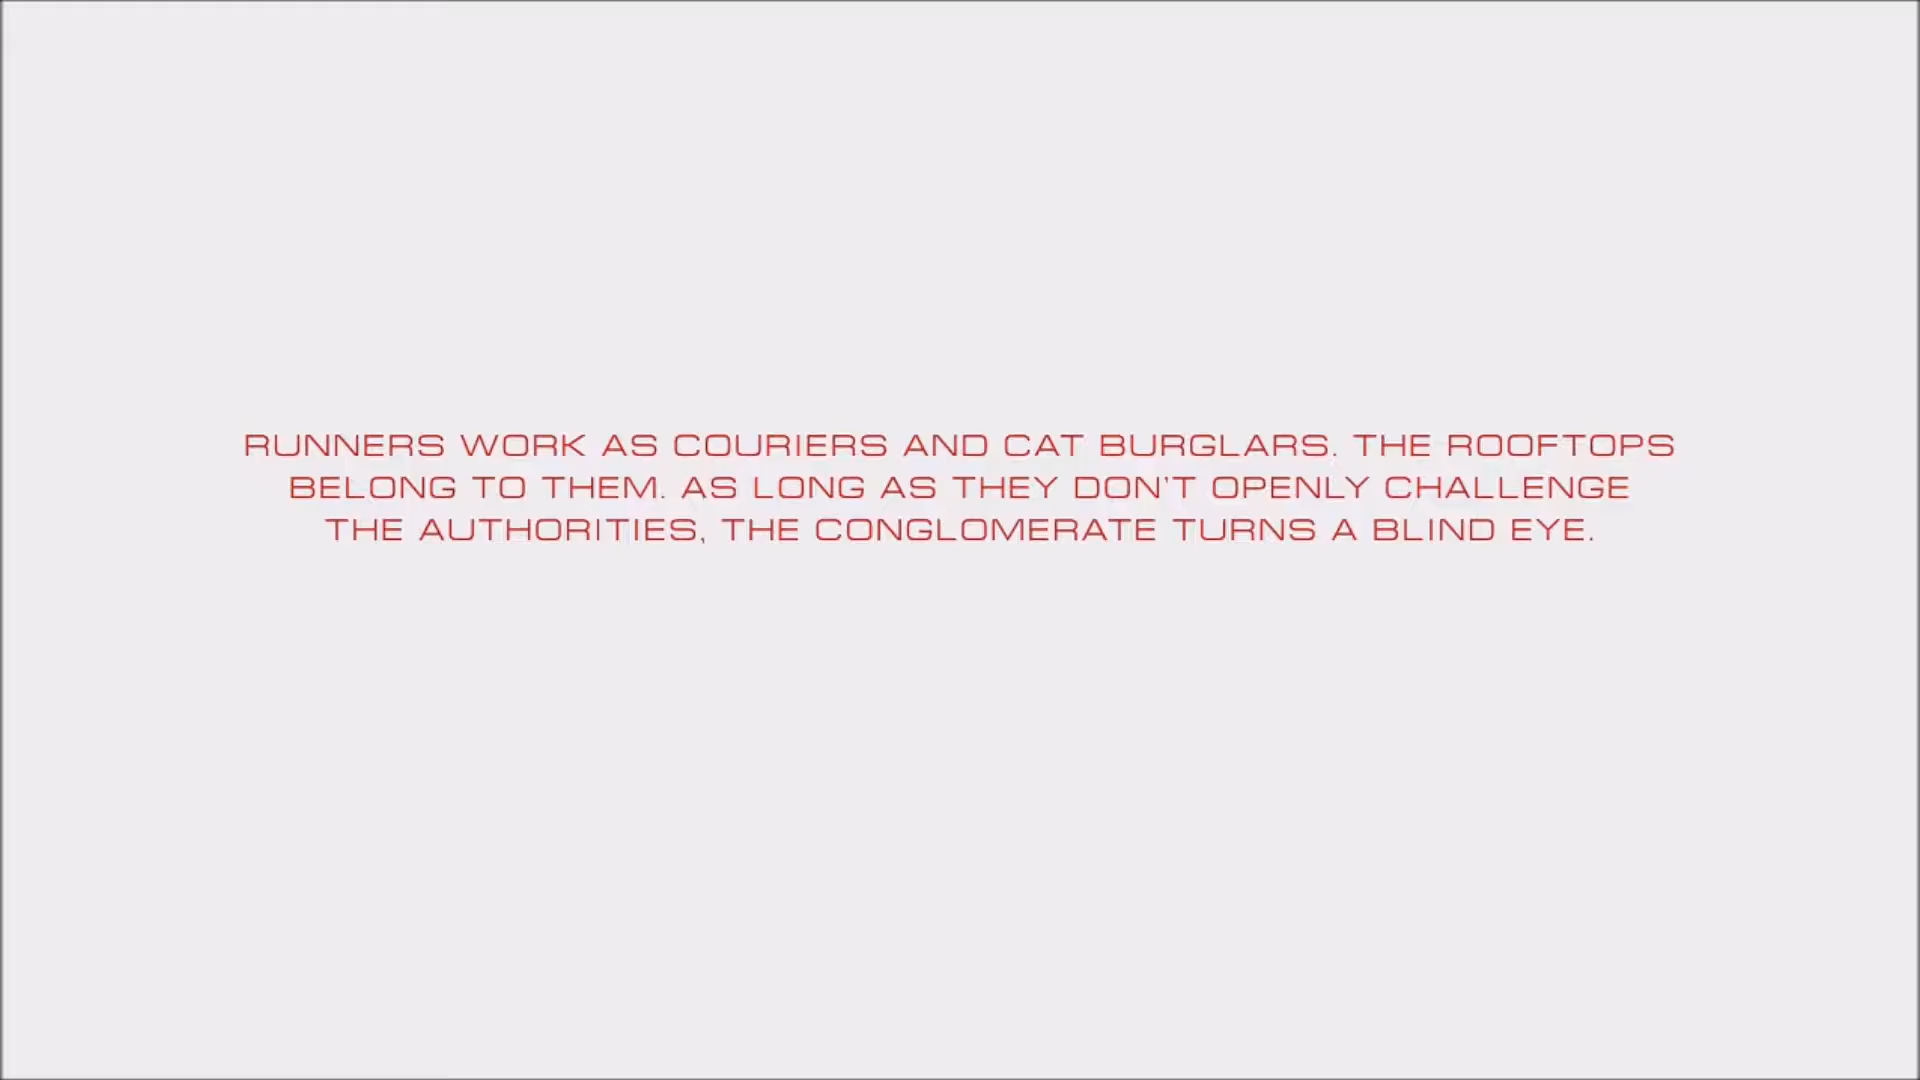 RUNNERS WORK AS COURIERS AND CAT BURGLARS. THE ROOFTOPS
BELONG TO THEM. AS LONG AS THEY DON'T OPENLY CHALLENGE
THE AUTHORITIES, THE CONGLOMERATE TURNS A BLIND EYE.